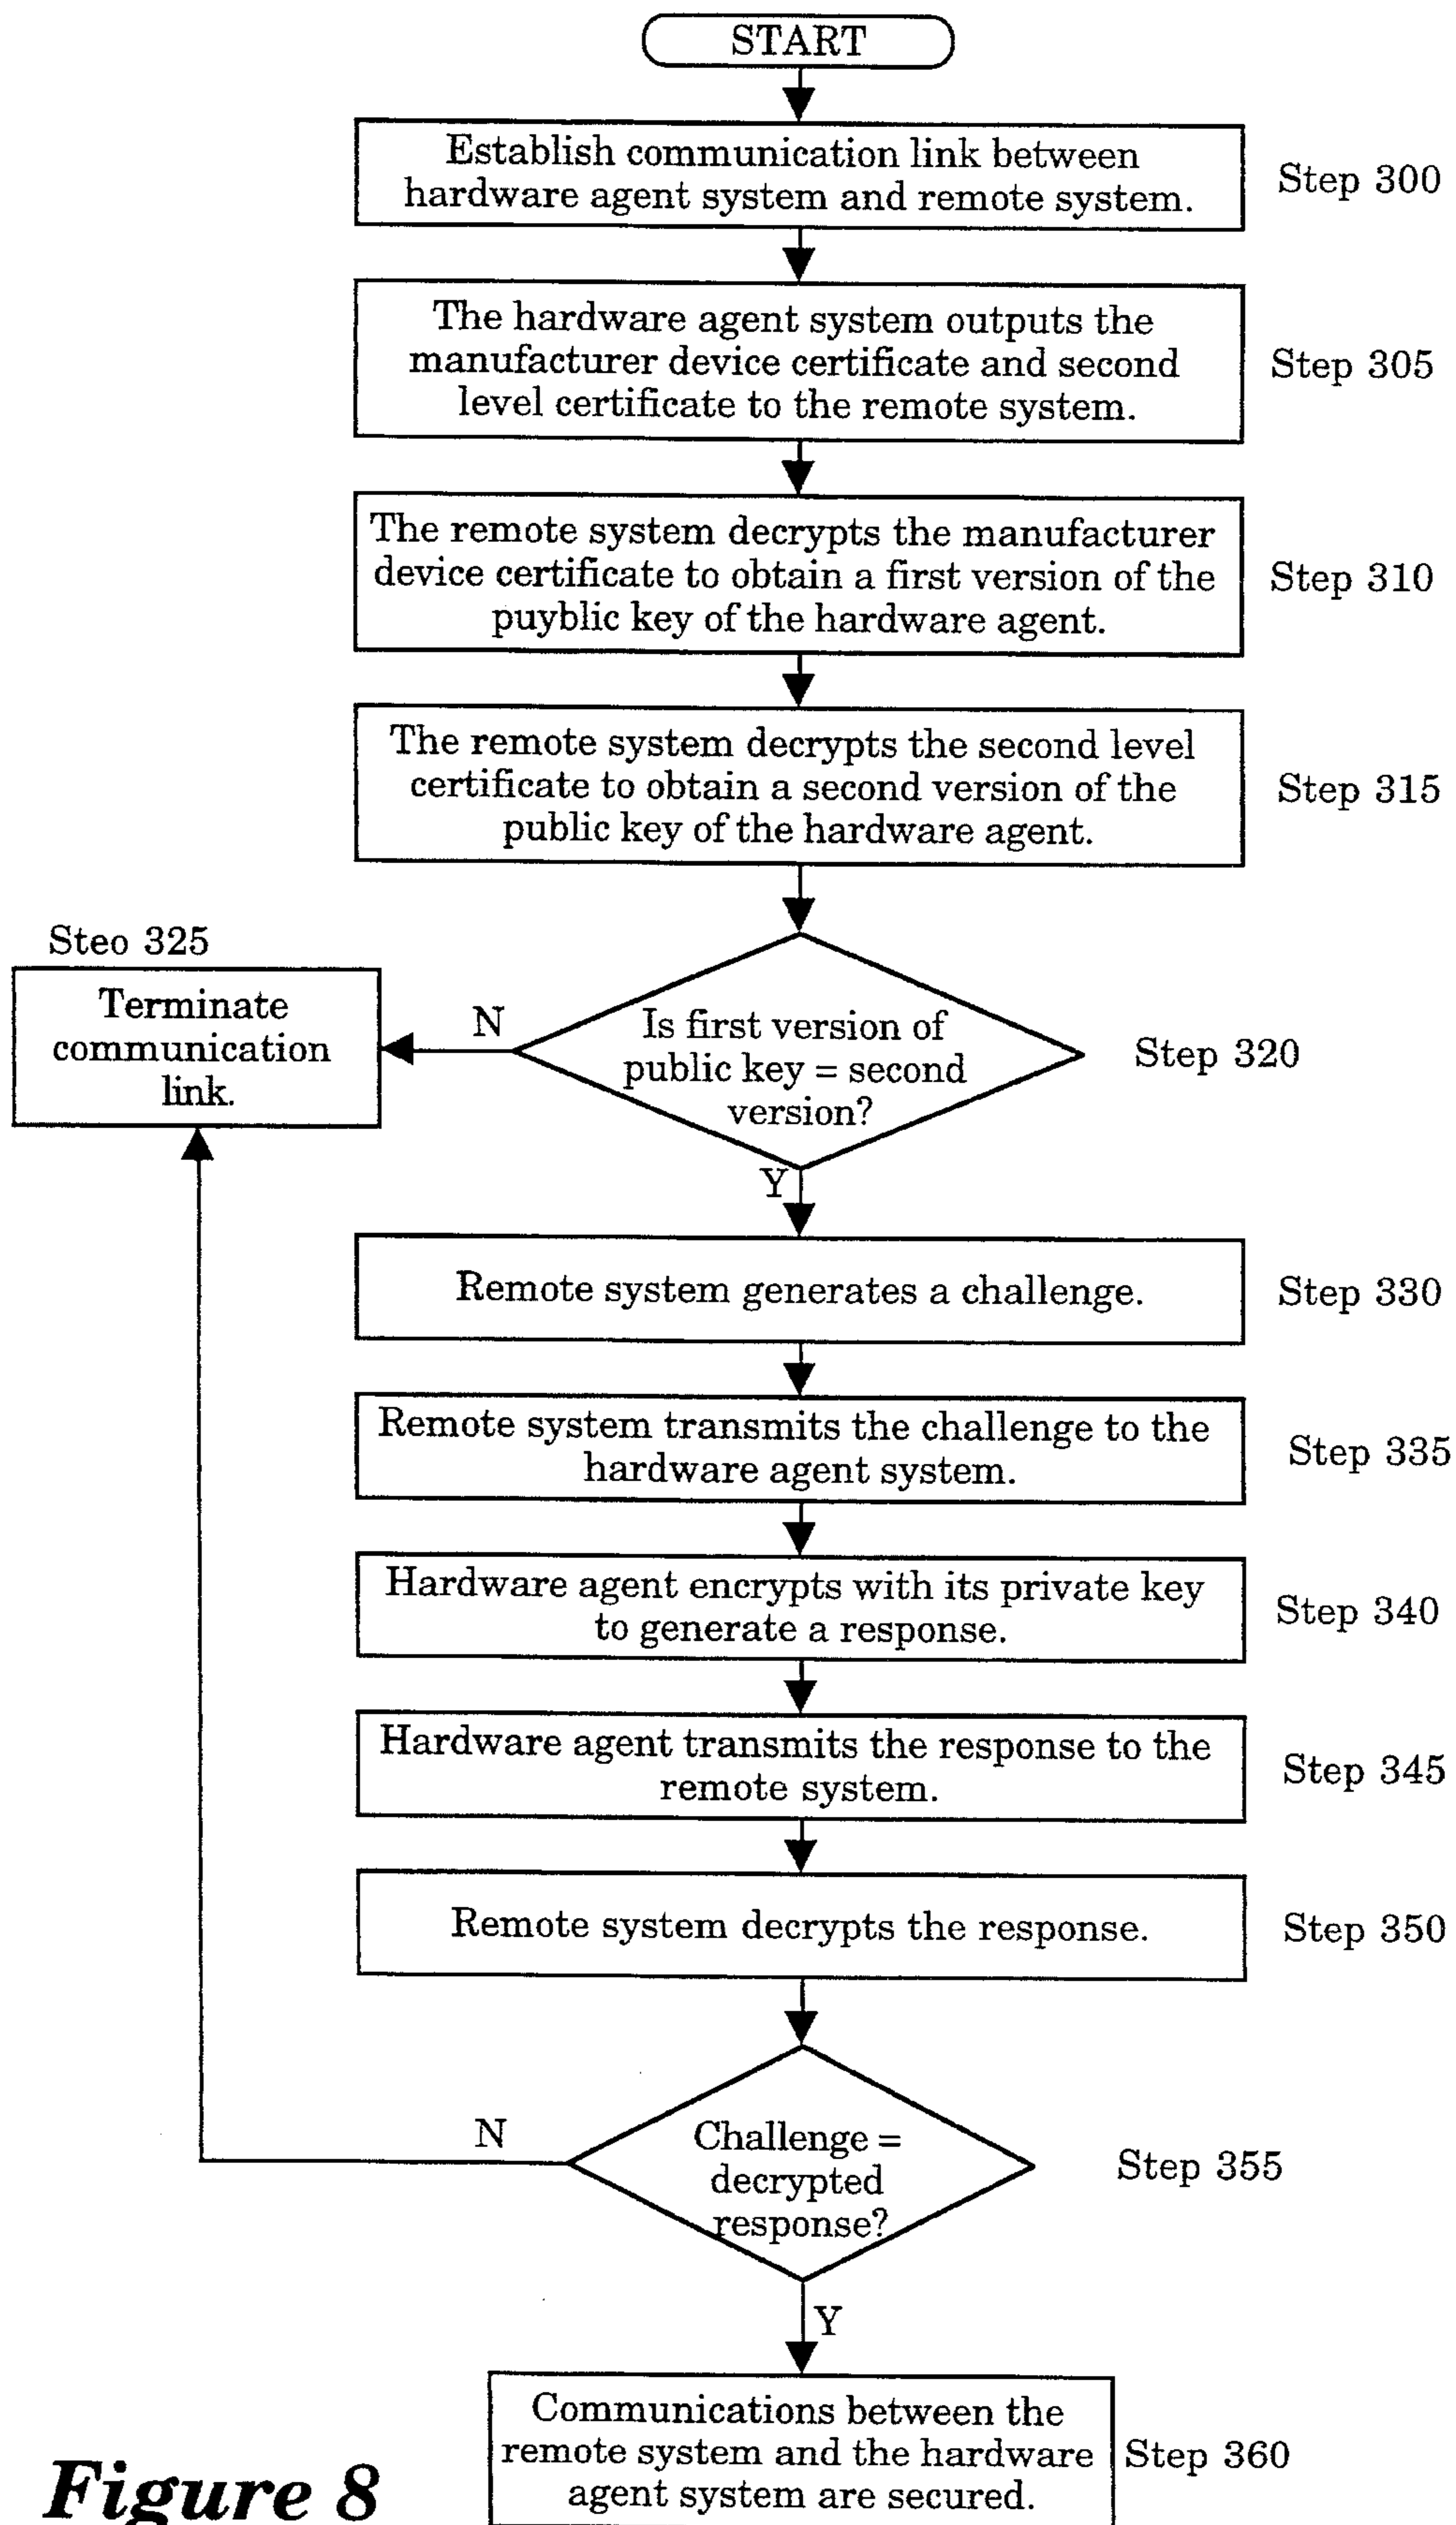 START
Establish communication link between
hardware agent system and remote system.
Step 300
The hardware agent system outputs the
manufacturer device certificate and second
level certificate to the remote system.
Step 305
The remote system decrypts the manufacturer
device certificate to obtain a first version of the
puyblic key of the hardware agent.
Step 310
The remote system decrypts the second level
certificate to obtain a second version of the
public key of the hardware agent.
Step 315
Steo 325
Terminate
communication
link.
N
Is first version of
public key = second
version?
Step 320
Y
Remote system generates a challenge.
Step 330
Remote system transmits the challenge to the
hardware agent system.
Step 335
Hardware agent encrypts with its private key
to generate a response.
Step 340
Hardware agent transmits the response to the
remote system.
Step 345
Remote system decrypts the response.
Step 350
N
Challenge =
decrypted
response?
Step 355
Y
Communications between the
remote system and the hardware
agent system are secured.
Step 360
Figure 8